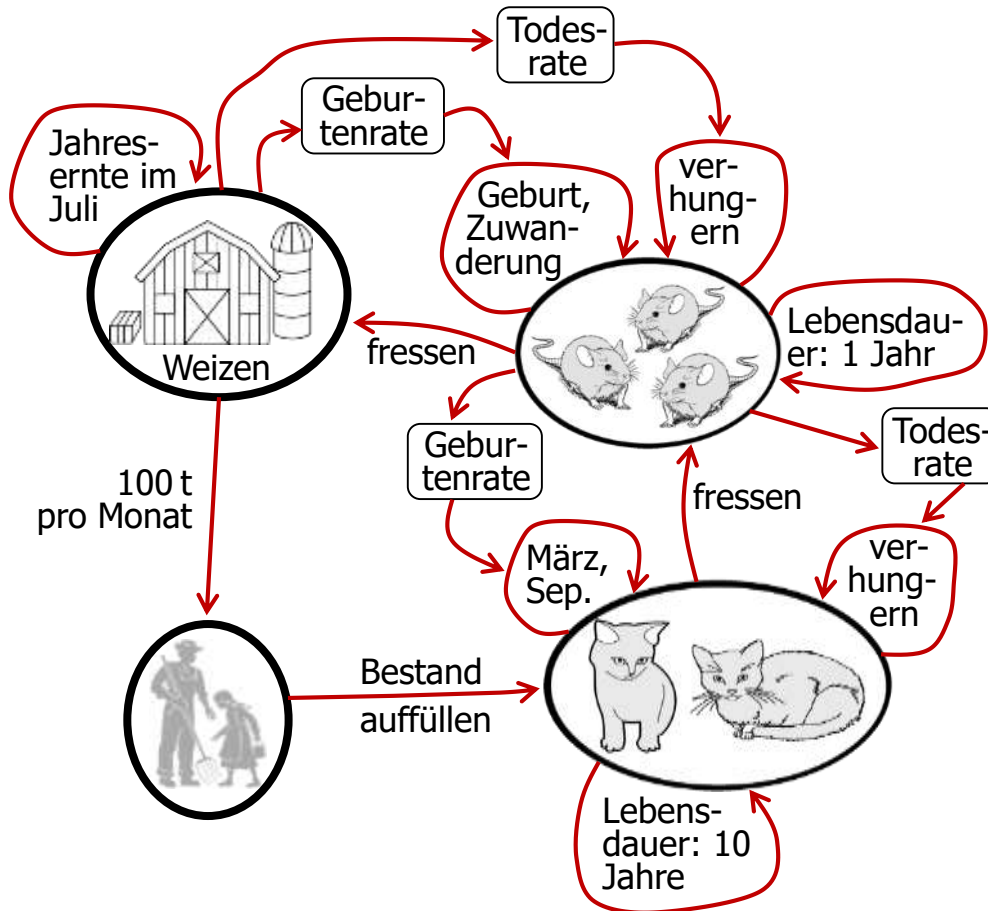 Todes-
rate
Gebur-
tenrate
Jahres-
ernte im
Juli
Geburt,
Zuwan-
derung
ver-
hung-
ern
Weizen
fressen
Lebensdau-
er: 1 Jahr
Gebur-
tenrate
Todes-
rate
100 t
pro Monat
fressen
März,
Sep.
ver-
hung-
ern
Bestand
auffüllen
Lebens-
dauer: 10
Jahre